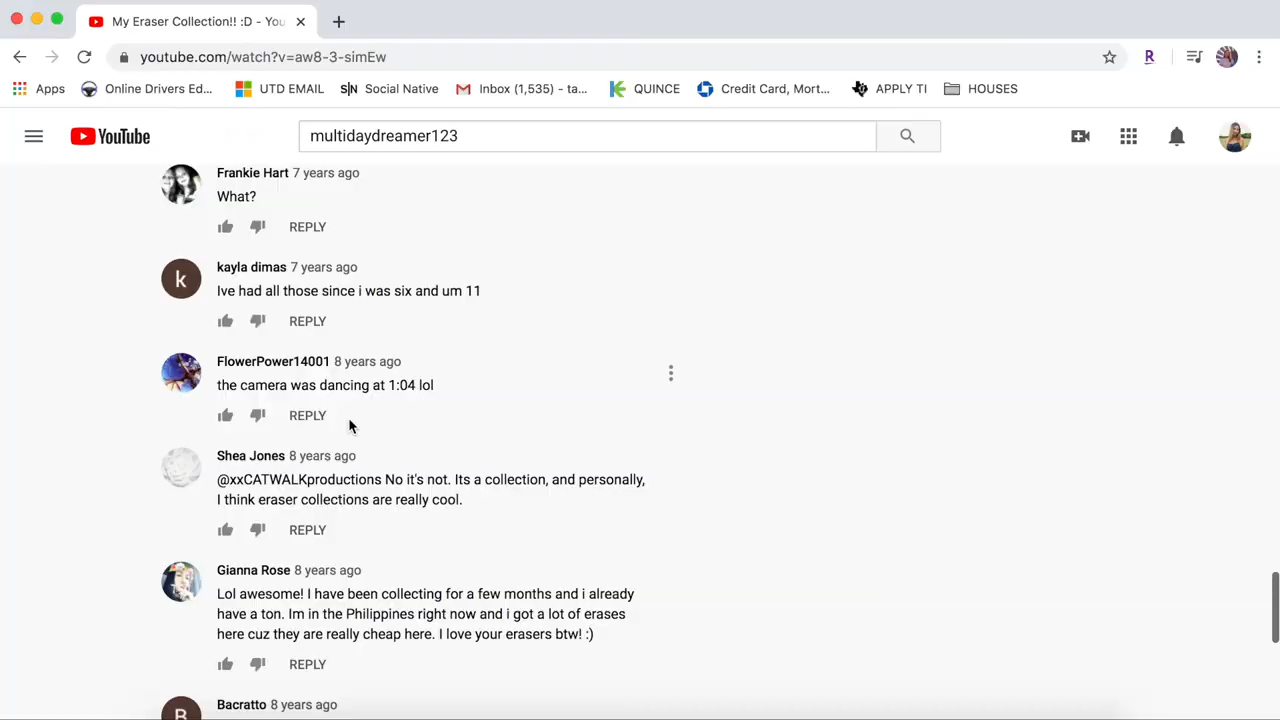 My Eraser Collection!! :D - You
youtube.com/watch?v=aw8-3-simEw
R
Apps Online Drivers Ed... UTD EMAIL S|N Social Native Inbox (1,535) - ta... QUINCE Credit Card, Mort... APPLY TI HOUSES
YouTube multidaydreamer123
Frankie Hart 7 years ago
What?
REPLY
k
kayla dimas 7 years ago
Ive had all those since i was six and um 11
REPLY
FlowerPower14001 8 years ago
the camera was dancing at 1:04 lol
REPLY
Shea Jones 8 years ago
@xxCATWALKproductions No it's not. Its a collection, and personally,
I think eraser collections are really cool.
REPLY
Gianna Rose 8 years ago
Lol awesome! I have been collecting for a few months and i already
have a ton. Im in the Philippines right now and i got a lot of erases
here cuz they are really cheap here. I love your erasers btw! :)
REPLY
B
Bacratto 8 years ago